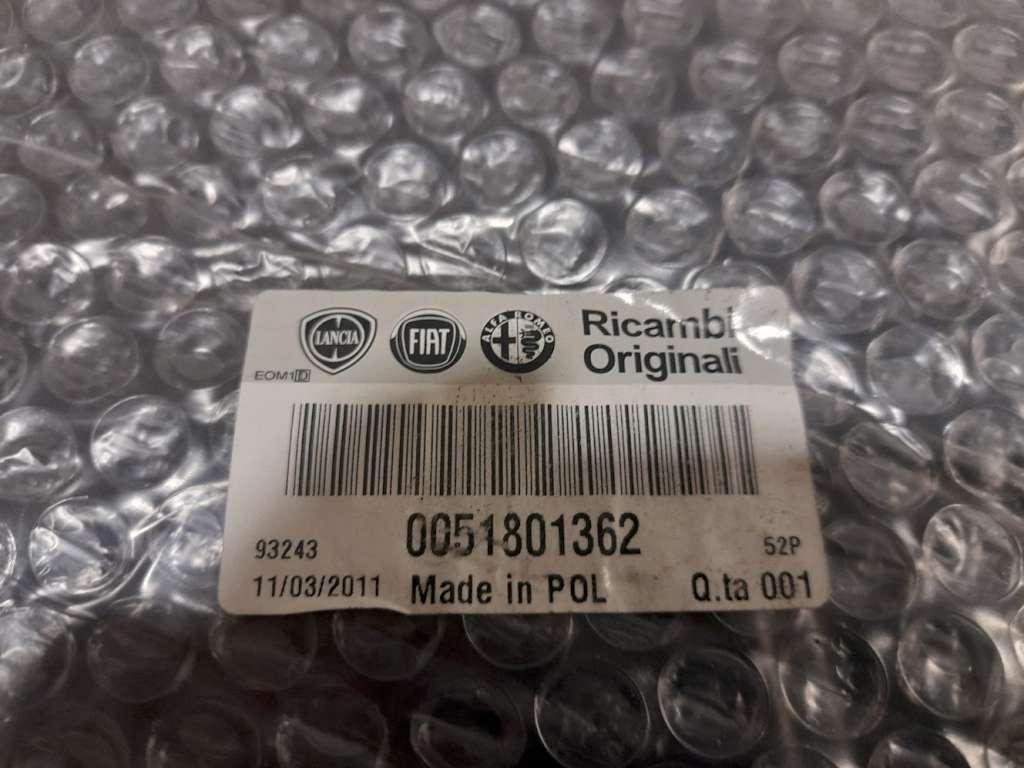 LANCIA FIAT ALFA ROMEO Ricambi
Originali
EOM1D
0051801362
93243 52P
11/03/2011 Made in POL Q.ta 001